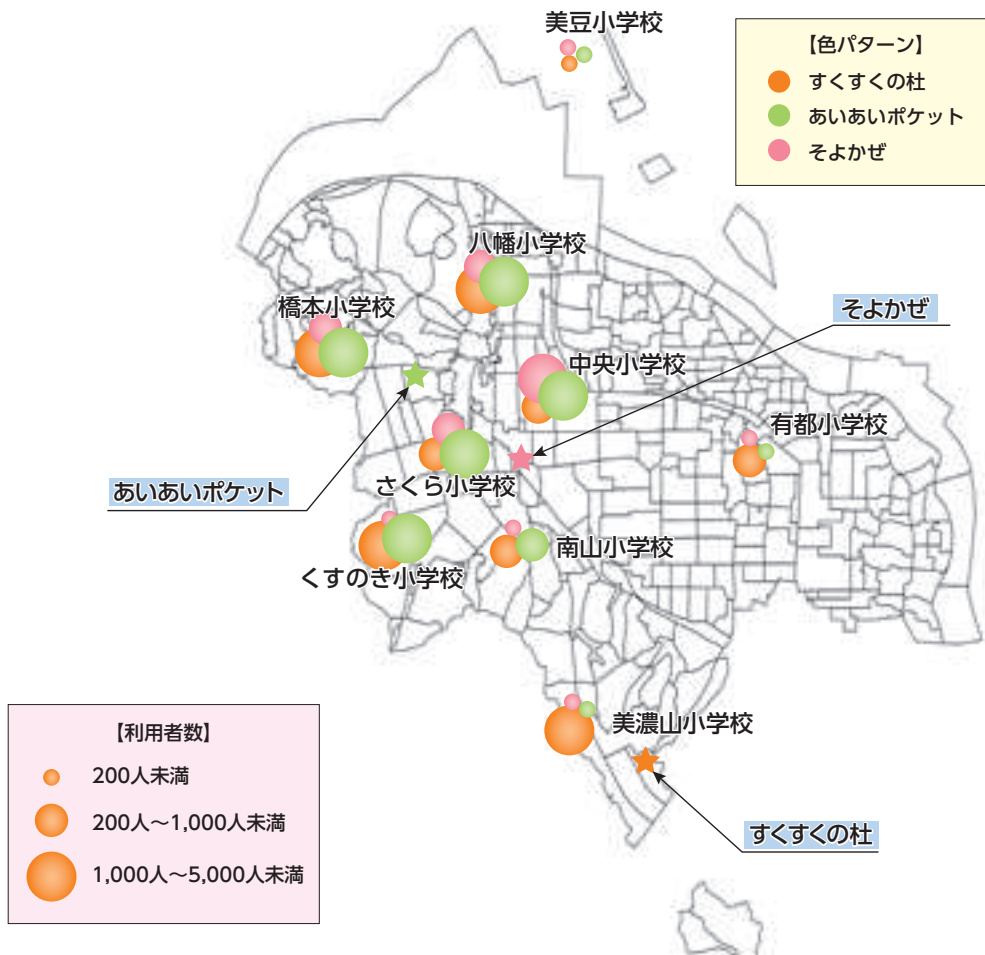 美豆小学校
【色パターン】
すくすくの杜
あいあいポケット
そよかぜ
八幡小学校
橋本小学校
そよかぜ
中央小学校
有都小学校
あいあいポケット
さくら小学校
南山小学校
くすのき小学校
美濃山小学校
【利用者数】
200人未満
200人～1,000人未満
1,000人～5,000人未満
すくすくの杜